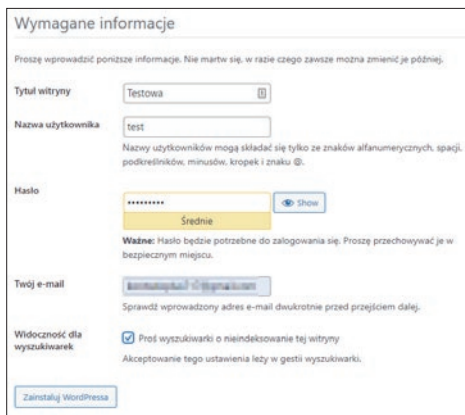 Wymagane informacje
Proszę wprowadzić poniższe informacje. Nie martw się, w razie czego zawsze można zmienić je później.
Tytuł witryny
Testowa
Nazwa użytkownika
test
Nazwy użytkowników mogą składać się tylko ze znaków alfanumerycznych, spacji,
podkreślników, minusów, kropek i znaku @.
Hasło
•••••••••
Show
Średnie
Ważne: Hasło będzie potrzebne do zalogowania się. Proszę przechowywać je w
bezpiecznym miejscu.
Twój e-mail
Sprawdź wprowadzony adres e-mail dwukrotnie przed przejściem dalej.
Widoczność dla
wyszukiwarek
Proś wyszukiwarki o nieindeksowanie tej witryny
Akceptowanie tego ustawienia leży w gestii wyszukiwarki.
Zainstaluj WordPressa